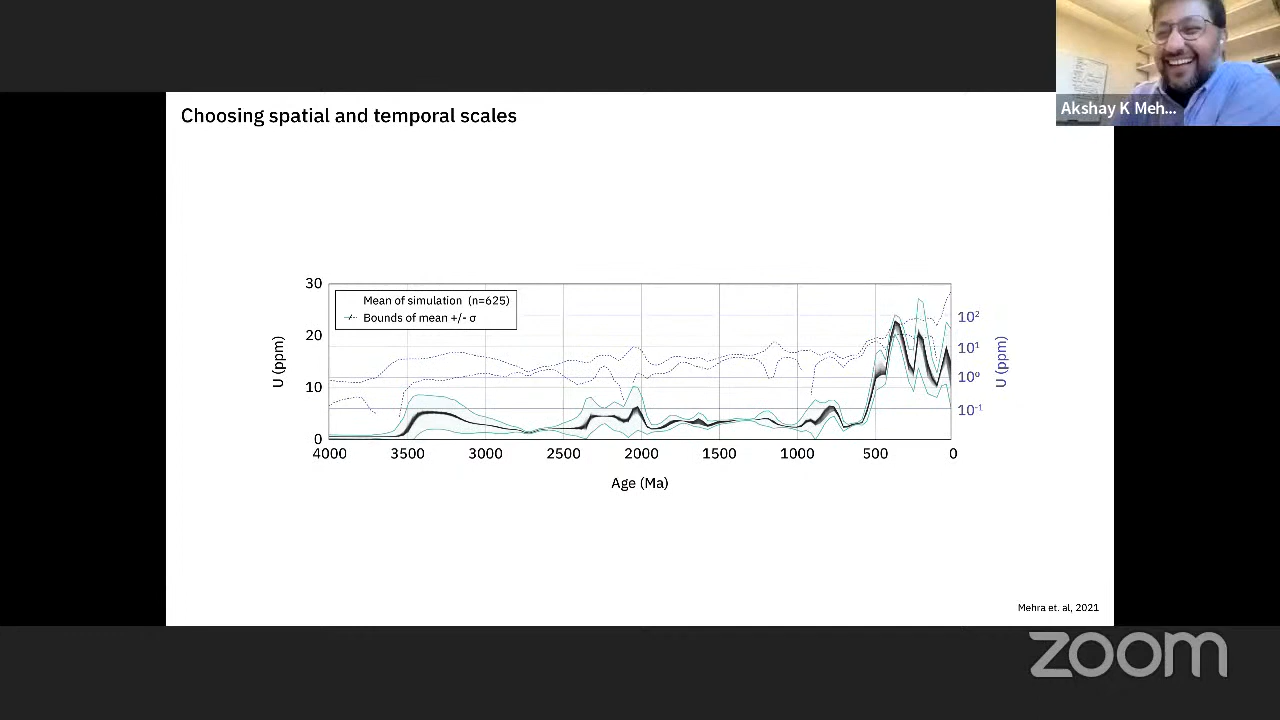 Akshay K Meh...
Choosing spatial and temporal scales
30
20
10
0
U (ppm)
Mean of simulation (n=625)
Bounds of mean +/- σ
10²
10¹
10⁰
10⁻¹
U (ppm)
4000 3500 3000 2500 2000 1500 1000 500 0
Age (Ma)
Mehra et. al, 2021
zoom